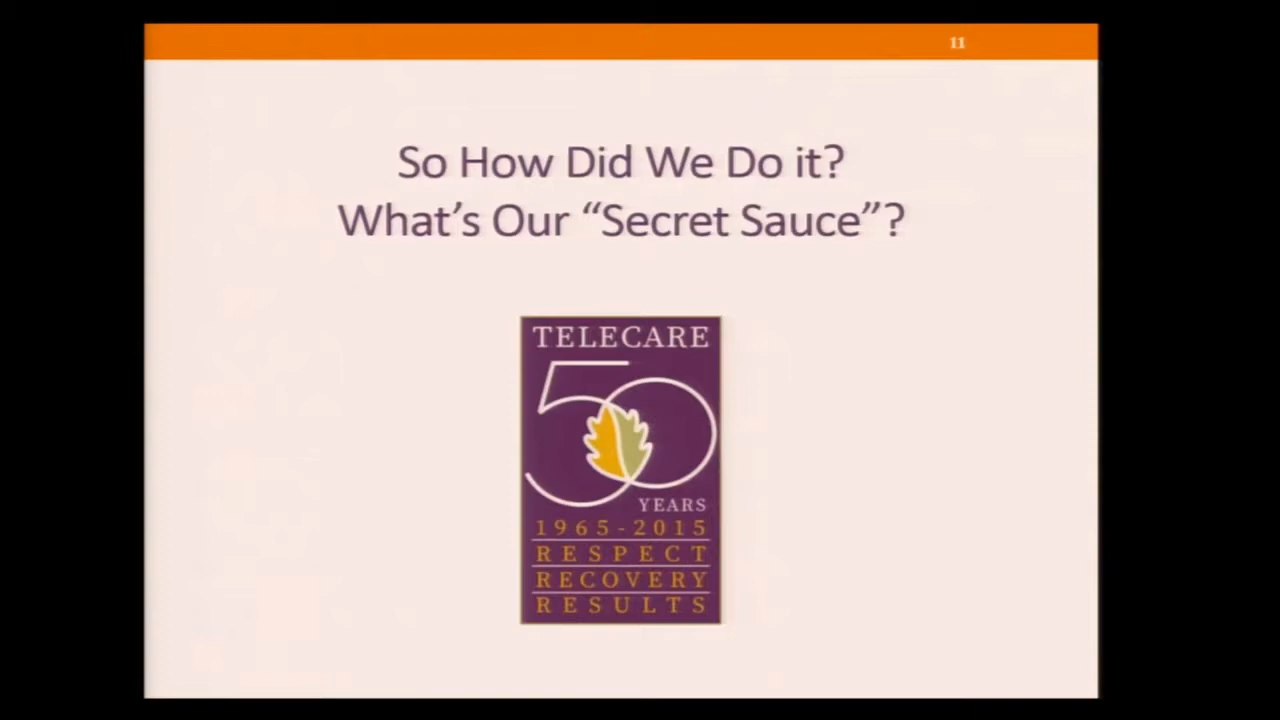 11
So How Did We Do it?
What's Our “Secret Sauce”?
TELECARE
50
YEARS
1965-2015
RESPECT
RECOVERY
RESULTS